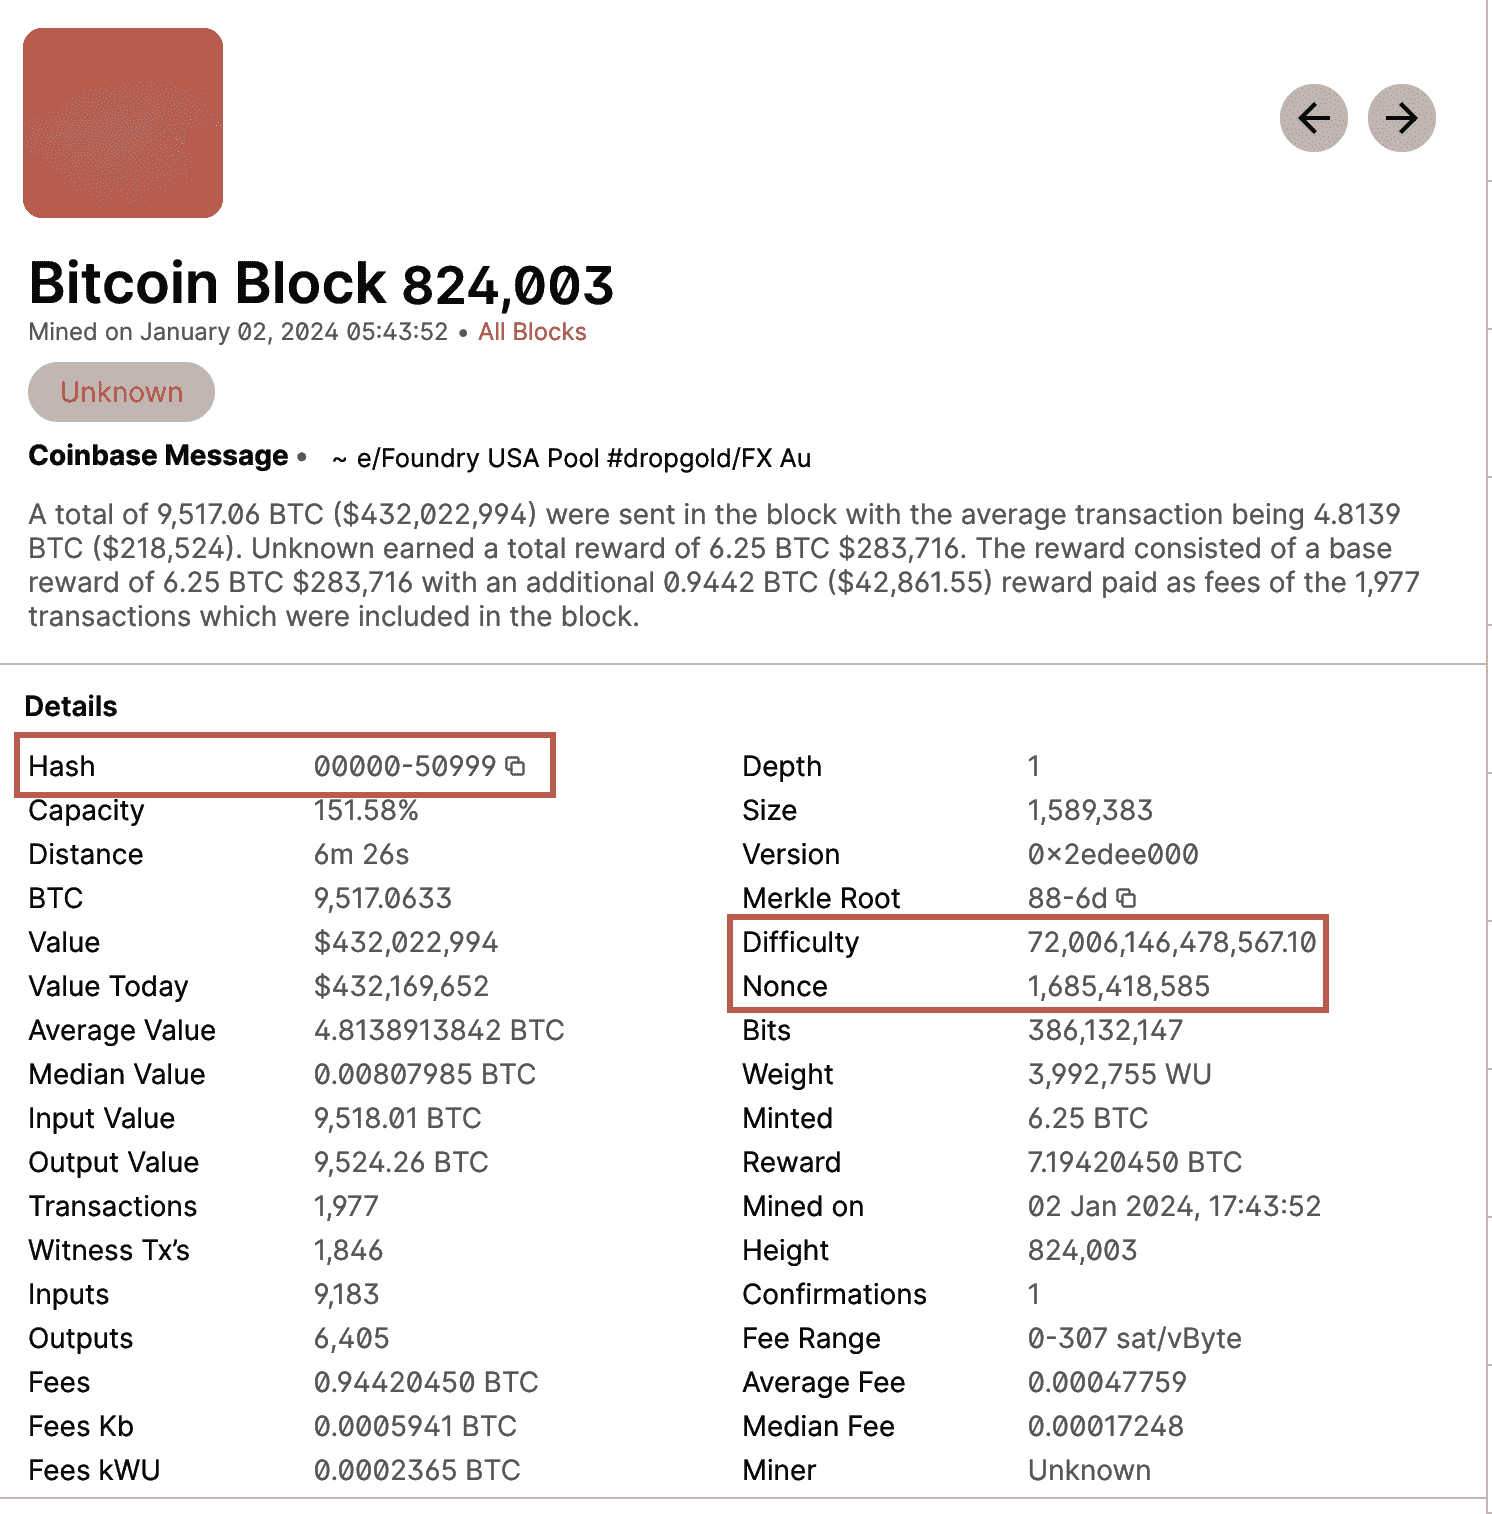 Bitcoin Block 824,003
Mined on January 02, 2024 05:43:52 • All Blocks
Unknown
Coinbase Message • ~ e/Foundry USA Pool #dropgold/FX Au
A total of 9,517.06 BTC ($432,022,994) were sent in the block with the average transaction being 4.8139
BTC ($218,524). Unknown earned a total reward of 6.25 BTC $283,716. The reward consisted of a base
reward of 6.25 BTC $283,716 with an additional 0.9442 BTC ($42,861.55) reward paid as fees of the 1,977
transactions which were included in the block.
Details
Hash 00000-50999
Capacity 151.58%
Distance 6m 26s
BTC 9,517.0633
Value $432,022,994
Value Today $432,169,652
Average Value 4.8138913842 BTC
Median Value 0.00807985 BTC
Input Value 9,518.01 BTC
Output Value 9,524.26 BTC
Transactions 1,977
Witness Tx’s 1,846
Inputs 9,183
Outputs 6,405
Fees 0.94420450 BTC
Fees Kb 0.0005941 BTC
Fees kWU 0.0002365 BTC
Depth 1
Size 1,589,383
Version 0×2edee000
Merkle Root 88-6d
Difficulty 72,006,146,478,567.10
Nonce 1,685,418,585
Bits 386,132,147
Weight 3,992,755 WU
Minted 6.25 BTC
Reward 7.19420450 BTC
Mined on 02 Jan 2024, 17:43:52
Height 824,003
Confirmations 1
Fee Range 0-307 sat/vByte
Average Fee 0.00047759
Median Fee 0.00017248
Miner Unknown